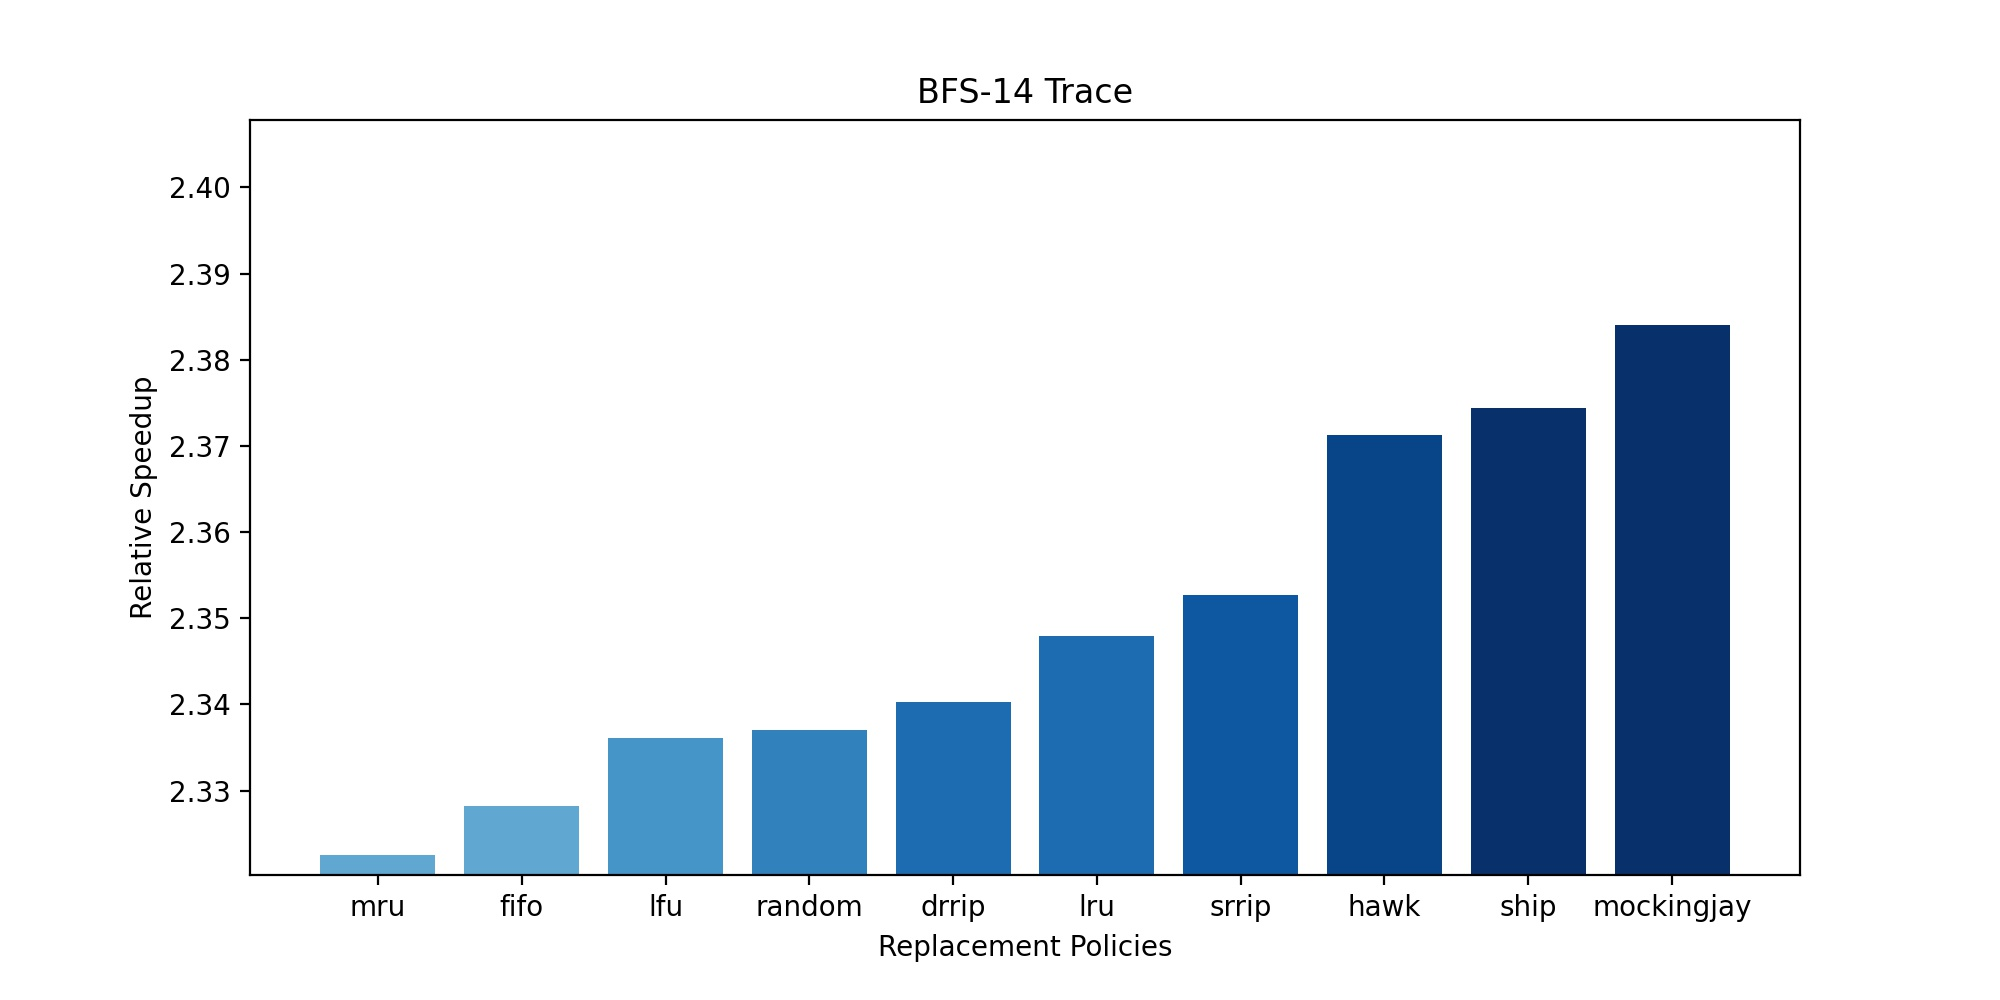 BFS-14 Trace
2.40
2.39
2.38
2.37
2.36
2.35
2.34
2.33
Relative Speedup
mru fifo lfu random drrip lru srrip hawk ship mockingjay
Replacement Policies